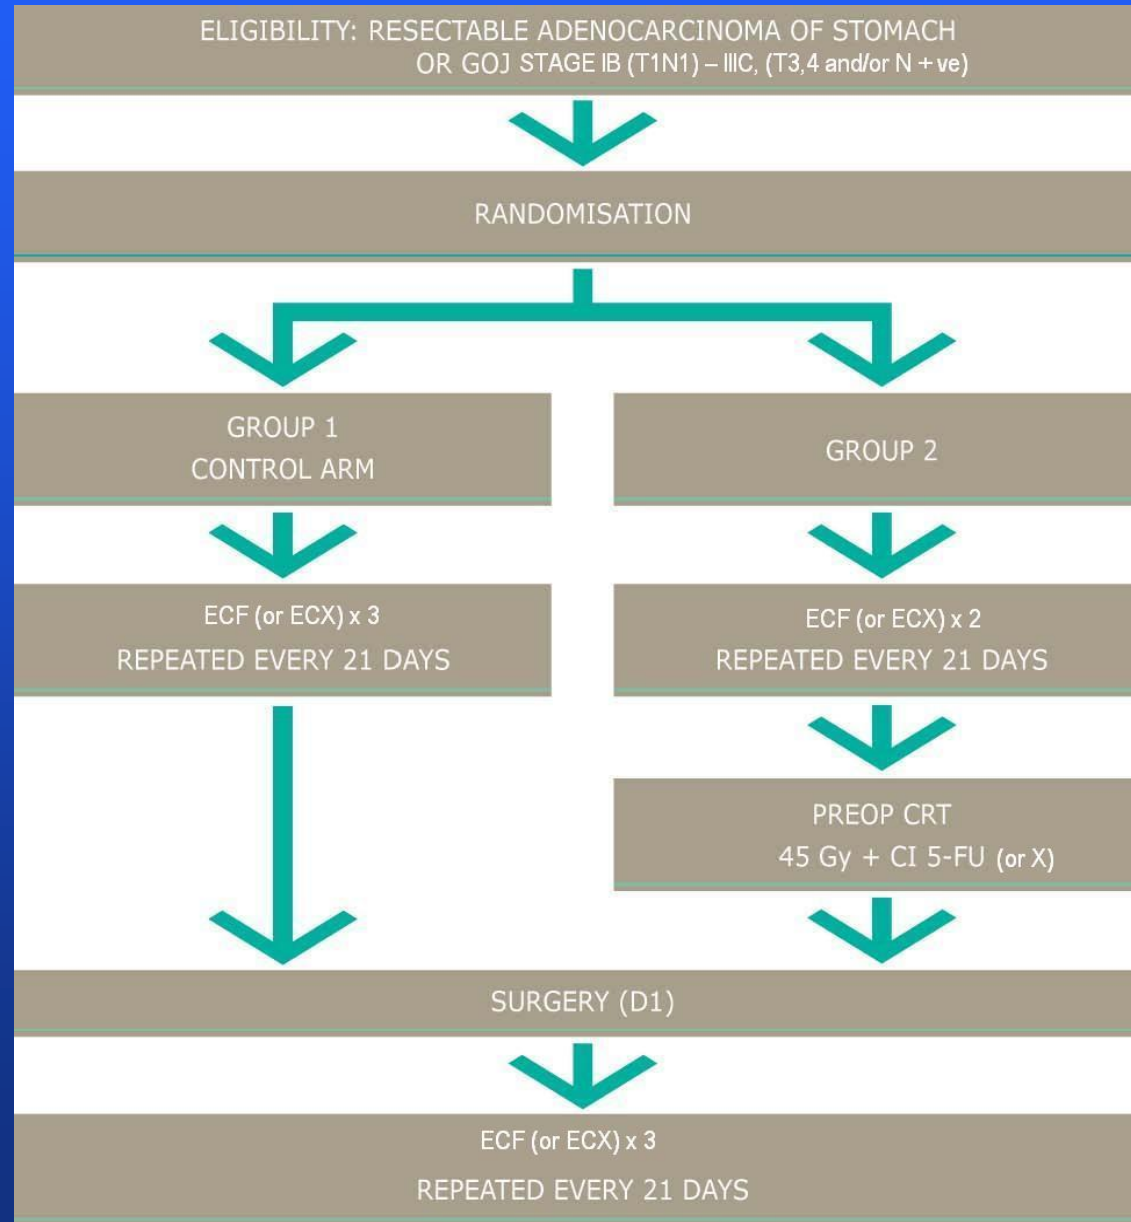 ELIGIBILITY: RESECTABLE ADENOCARCINOMA OF STOMACH
OR GOJ STAGE IB (T1N1) – IIIC, (T3,4 and/or N +ve)
RANDOMISATION
GROUP 1
CONTROL ARM
GROUP 2
ECF (or ECX) x 3
REPEATED EVERY 21 DAYS
ECF (or ECX) x 2
REPEATED EVERY 21 DAYS
PREOP CRT
45 Gy + CI 5-FU (or X)
SURGERY (D1)
ECF (or ECX) x 3
REPEATED EVERY 21 DAYS